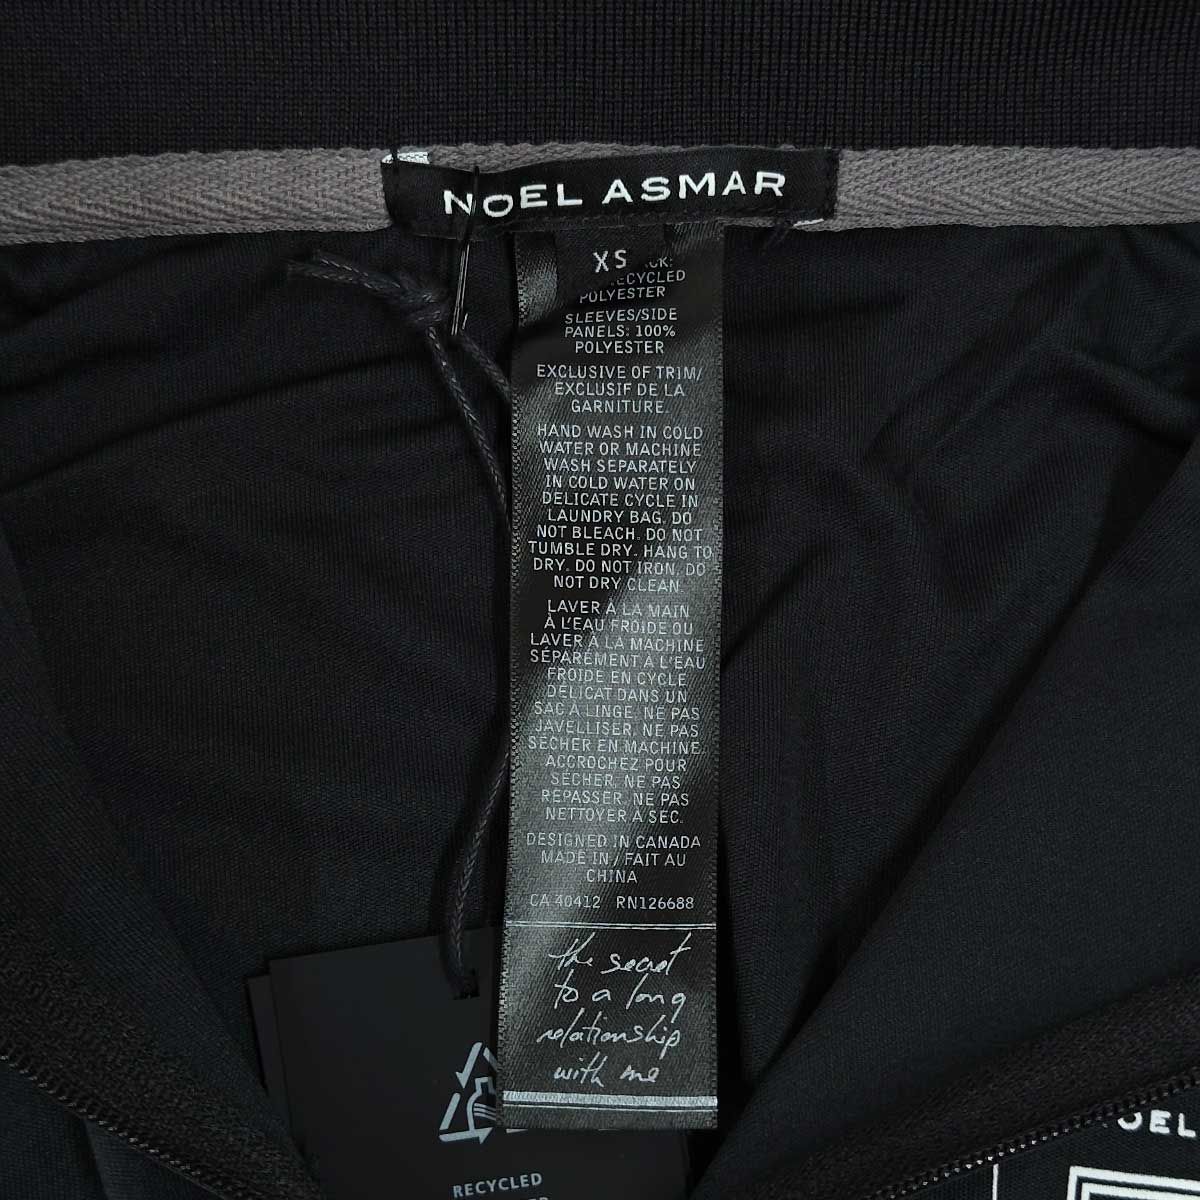 NOEL ASMAR
XS
RECYCLED
POLYESTER
SLEEVES/SIDE
PANELS: 100%
POLYESTER
EXCLUSIVE OF TRIM/
EXCLUSIF DE LA
GARNITURE.
HAND WASH IN COLD
WATER OR MACHINE
WASH SEPARATELY
IN COLD WATER ON
DELICATE CYCLE IN
LAUNDRY BAG. DO
NOT BLEACH. DO NOT
TUMBLE DRY. HANG TO
DRY. DO NOT IRON. DO
NOT DRY CLEAN.
LAVER À LA MAIN
À L'EAU FROIDE OU
LAVER À LA MACHINE
SÉPARÉMENT À L'EAU
FROIDE EN CYCLE
DÉLICAT DANS UN
SAC À LINGE. NE PAS
JAVELLISER. NE PAS
SÉCHER EN MACHINE.
ACCROCHEZ POUR
SÉCHER. NE PAS
REPASSER. NE PAS
NETTOYER À SEC.
DESIGNED IN CANADA
MADE IN / FAIT AU
CHINA
CA 40412 RN126688
the secret
to a long
relationship
with me
RECYCLED
OEL